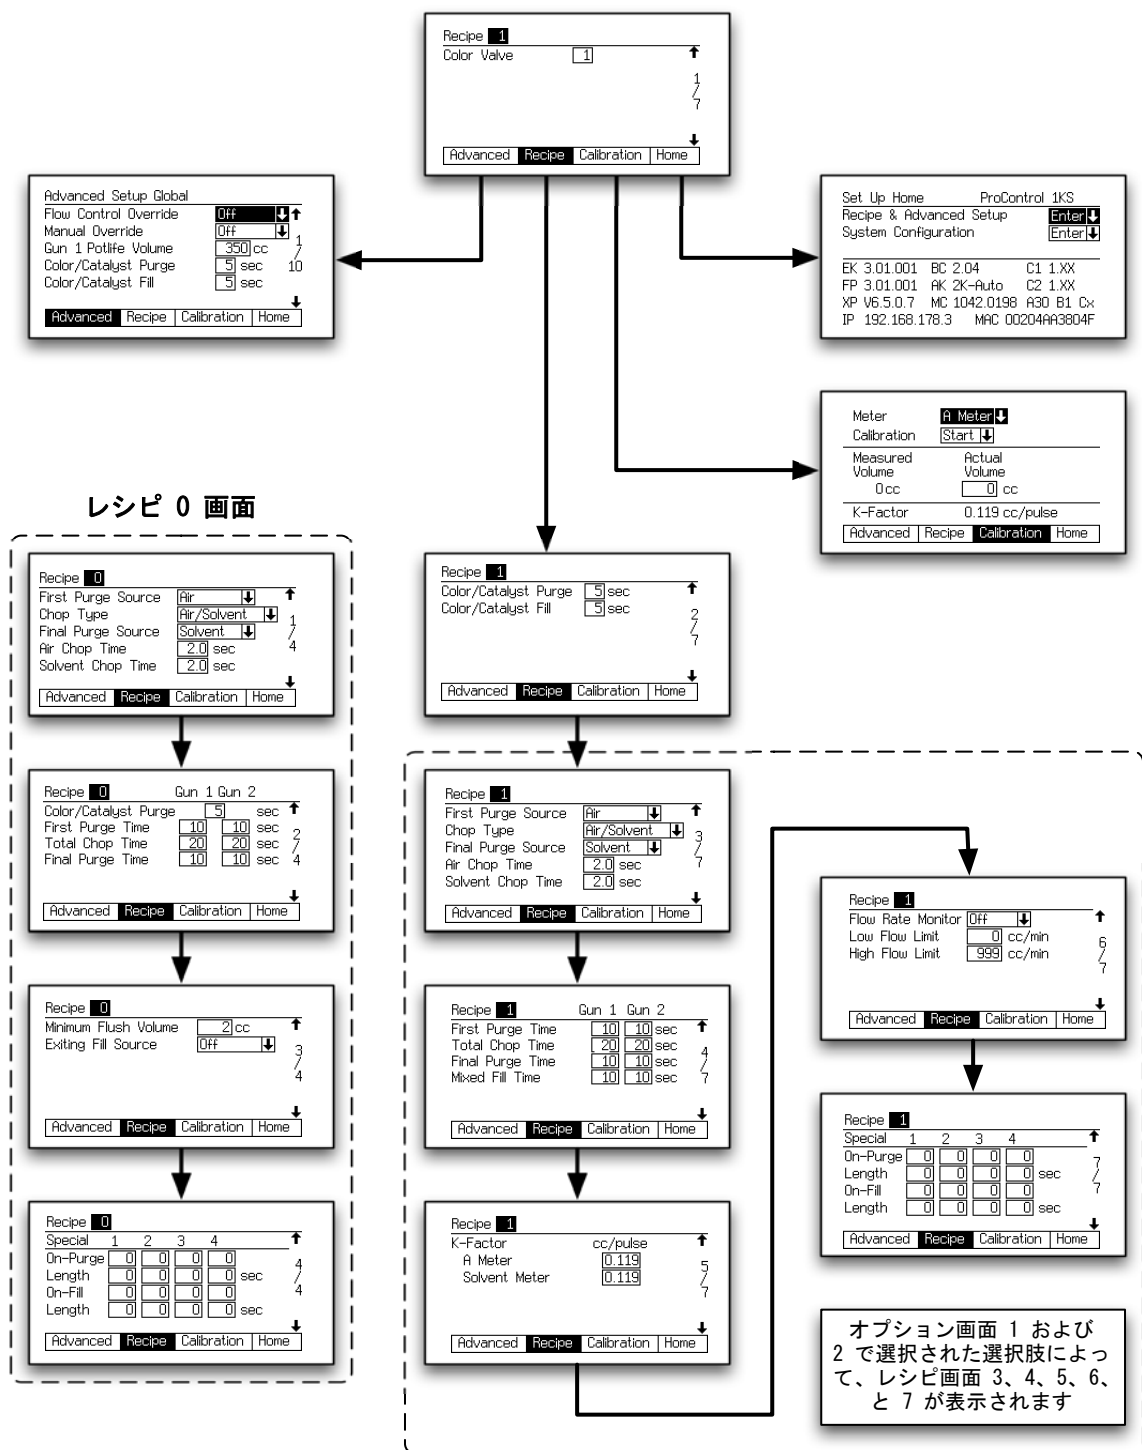 Recipe 1
Color Valve 1
1/7
Advanced Recipe Calibration Home
Advanced Setup Global
Flow Control Override Off
Manual Override Off
Gun 1 Potlife Volume 350 cc
Color/Catalyst Purge 5 sec
Color/Catalyst Fill 5 sec
1/10
Advanced Recipe Calibration Home
Set Up Home ProControl 1KS
Recipe & Advanced Setup Enter
System Configuration Enter
EK 3.01.001 BC 2.04 C1 1.XX
FP 3.01.001 AK 2K-Auto C2 1.XX
XP V6.5.0.7 MC 1042.0198 A30 B1 Cx
IP 192.168.178.3 MAC 00204AA3804F
Meter A Meter
Calibration Start
Measured Actual
Volume Volume
0cc 0 cc
K-Factor 0.119 cc/pulse
Advanced Recipe Calibration Home
レシピ 0 画面
Recipe 0
First Purge Source Air
Chop Type Air/Solvent
Final Purge Source Solvent
Air Chop Time 2.0 sec
Solvent Chop Time 2.0 sec
1/4
Advanced Recipe Calibration Home
Recipe 0 Gun 1 Gun 2
Color/Catalyst Purge 5 sec
First Purge Time 10 10 sec
Total Chop Time 20 20 sec
Final Purge Time 10 10 sec
2/4
Advanced Recipe Calibration Home
Recipe 0
Minimum Flush Volume 2 cc
Exiting Fill Source Off
3/4
Advanced Recipe Calibration Home
Recipe 0
Special 1 2 3 4
On-Purge 0 0 0 0
Length 0 0 0 0 sec
On-Fill 0 0 0 0
Length 0 0 0 0 sec
4/4
Advanced Recipe Calibration Home
Recipe 1
Color/Catalyst Purge 5 sec
Color/Catalyst Fill 5 sec
2/7
Advanced Recipe Calibration Home
Recipe 1
First Purge Source Air
Chop Type Air/Solvent
Final Purge Source Solvent
Air Chop Time 2.0 sec
Solvent Chop Time 2.0 sec
3/7
Advanced Recipe Calibration Home
Recipe 1 Gun 1 Gun 2
First Purge Time 10 10 sec
Total Chop Time 20 20 sec
Final Purge Time 10 10 sec
Mixed Fill Time 10 10 sec
4/7
Advanced Recipe Calibration Home
Recipe 1
K-Factor cc/pulse
A Meter 0.119
Solvent Meter 0.119
5/7
Advanced Recipe Calibration Home
Recipe 1
Flow Rate Monitor Off
Low Flow Limit 0 cc/min
High Flow Limit 999 cc/min
6/7
Advanced Recipe Calibration Home
Recipe 1
Special 1 2 3 4
On-Purge 0 0 0 0
Length 0 0 0 0 sec
On-Fill 0 0 0 0
Length 0 0 0 0 sec
7/7
Advanced Recipe Calibration Home
オプション画面 1 および
2 で選択された選択肢によっ
て、レシピ画面 3、4、5、6、
と 7 が表示されます